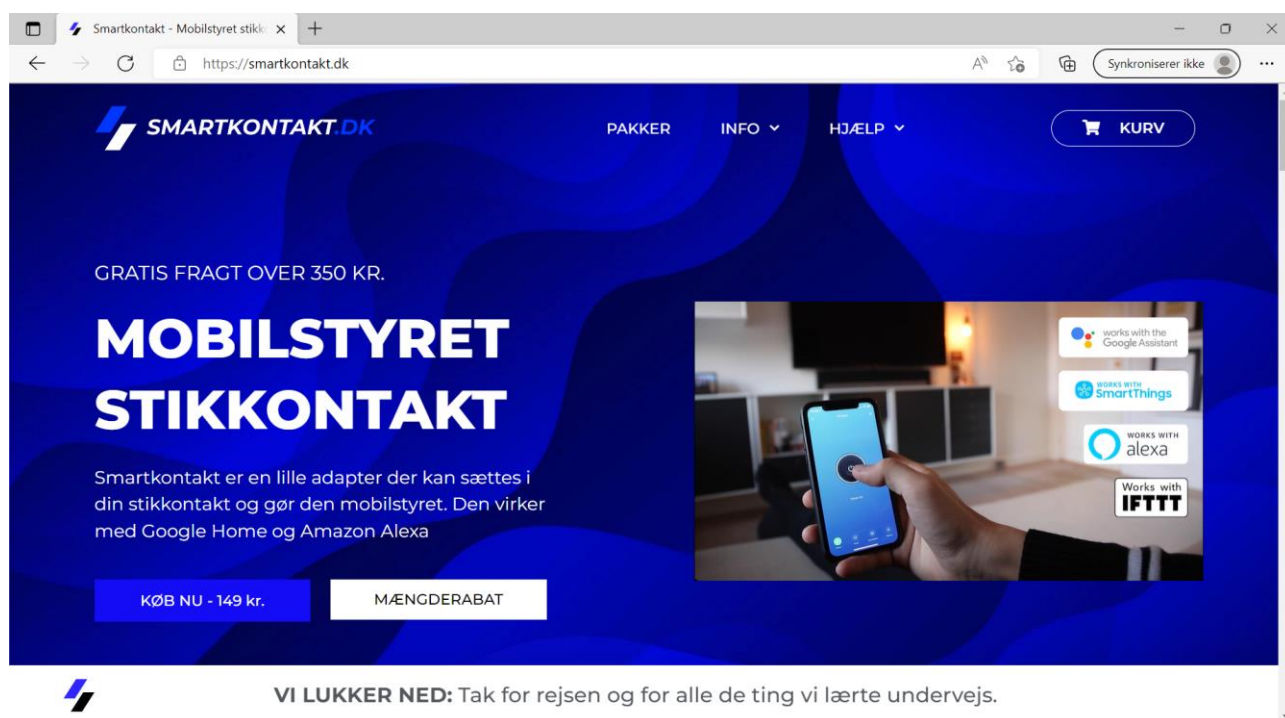 Smartkontakt - Mobilstyret stikk
https://smartkontakt.dk
Synkroniserer ikke
SMARTKONTAKT.DK
PAKKER INFO HJÆLP KURV
GRATIS FRAGT OVER 350 KR.
MOBILSTYRET
STIKKONTAKT
Smartkontakt er en lille adapter der kan sættes i
din stikkontakt og gør den mobilstyret. Den virker
med Google Home og Amazon Alexa
KØB NU - 149 kr. MÆNGDERABAT
works with the
Google Assistant
WORKS WITH
SmartThings
WORKS WITH
alexa
Works with
IFTTT
VI LUKKER NED: Tak for rejsen og for alle de ting vi lærte undervejs.